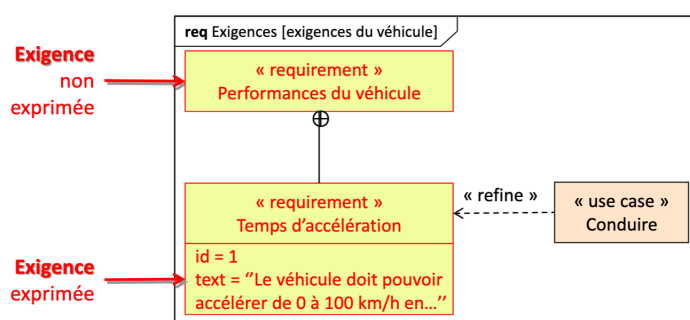 req Exigences [exigences du véhicule]
Exigence
non
exprimée
« requirement »
Performances du véhicule
« requirement »
Temps d’accélération
« refine »
« use case »
Conduire
Exigence
exprimée
id = 1
text = ‘‘Le véhicule doit pouvoir
accélérer de 0 à 100 km/h en...’’